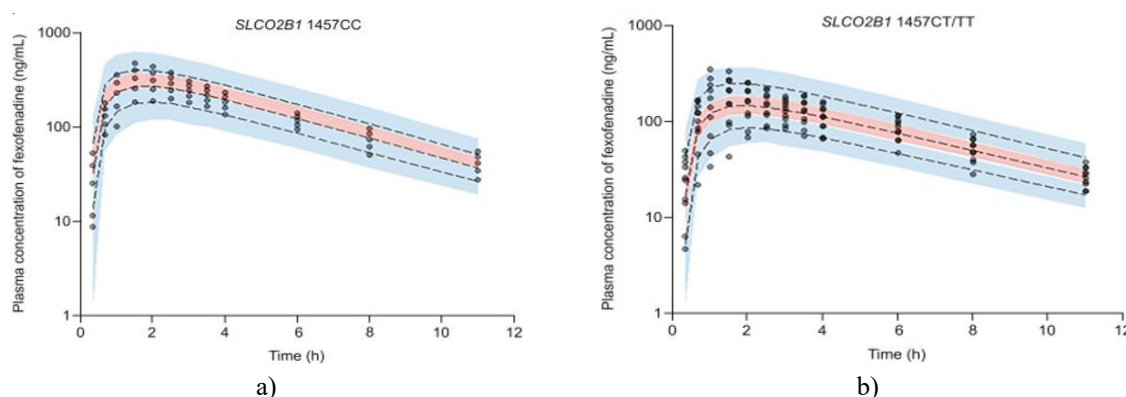 SLCO2B1 1457CC
Plasma concentration of fexofenadine (ng/mL)
1000
100
10
1
0 2 4 6 8 10 12
Time (h)
a)
SLCO2B1 1457CT/TT
Plasma concentration of fexofenadine (ng/mL)
1000
100
10
1
0 2 4 6 8 10 12
Time (h)
b)